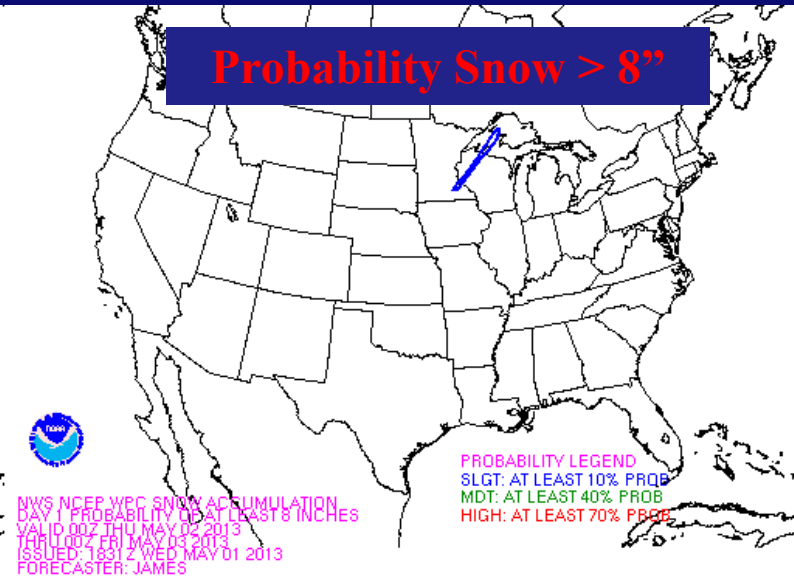 Probability Snow > 8”
noaa
PROBABILITY LEGEND
SLGT: AT LEAST 10% PROB
MDT: AT LEAST 40% PROB
HIGH: AT LEAST 70% PROB
NWS NCEP WPC SNOW ACCUMULATION
DAY 1 PROBABILITY OF AT LEAST 8 INCHES
VALID 00Z THU MAY 02 2013
THRU 00Z FRI MAY 03 2013
ISSUED: 1831Z WED MAY 01 2013
FORECASTER: JAMES